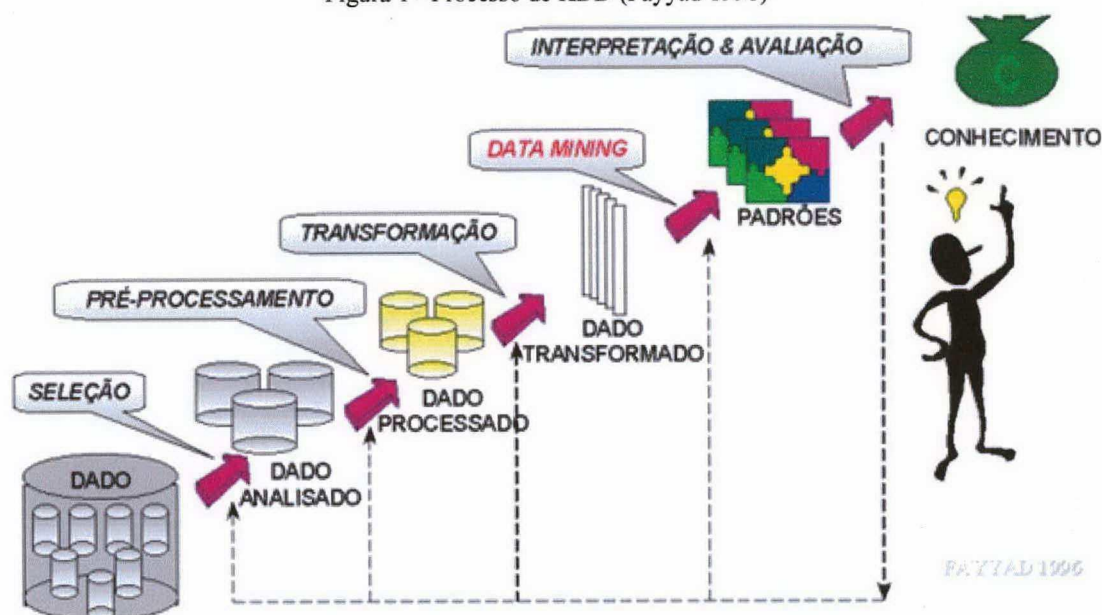 INTERPRETAÇÃO & AVALIAÇÃO
CONHECIMENTO
DATA MINING
PADRÕES
TRANSFORMAÇÃO
DADO
TRANSFORMADO
PRÉ-PROCESSAMENTO
DADO
PROCESSADO
SELEÇÃO
DADO
ANALISADO
DADO
FAYYAD 1996